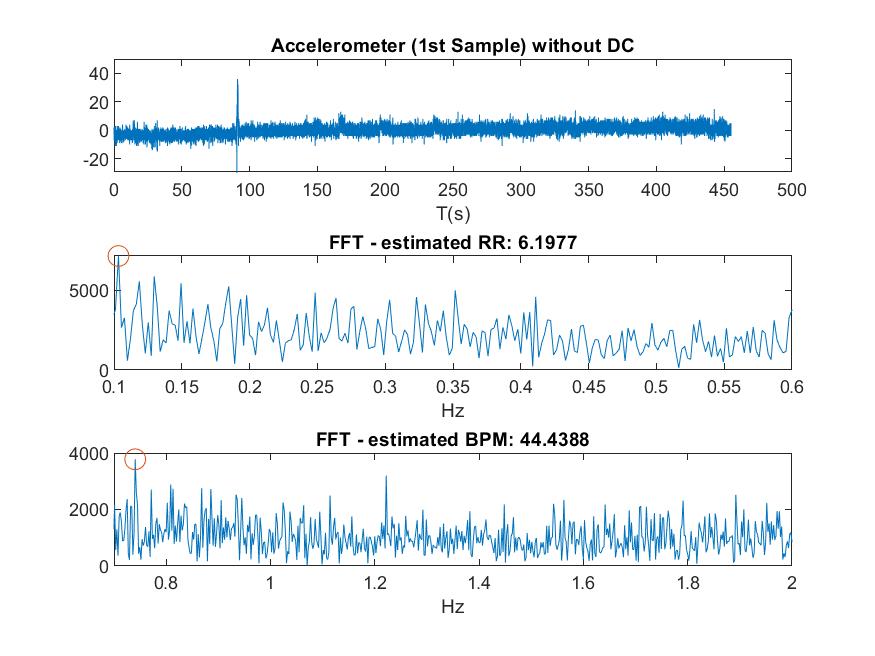 Accelerometer (1st Sample) without DC
40
20
0
-20
0 50 100 150 200 250 300 350 400 450 500
T(s)
FFT - estimated RR: 6.1977
5000
0
0.1 0.15 0.2 0.25 0.3 0.35 0.4 0.45 0.5 0.55 0.6
Hz
FFT - estimated BPM: 44.4388
4000
2000
0
0.8 1 1.2 1.4 1.6 1.8 2
Hz